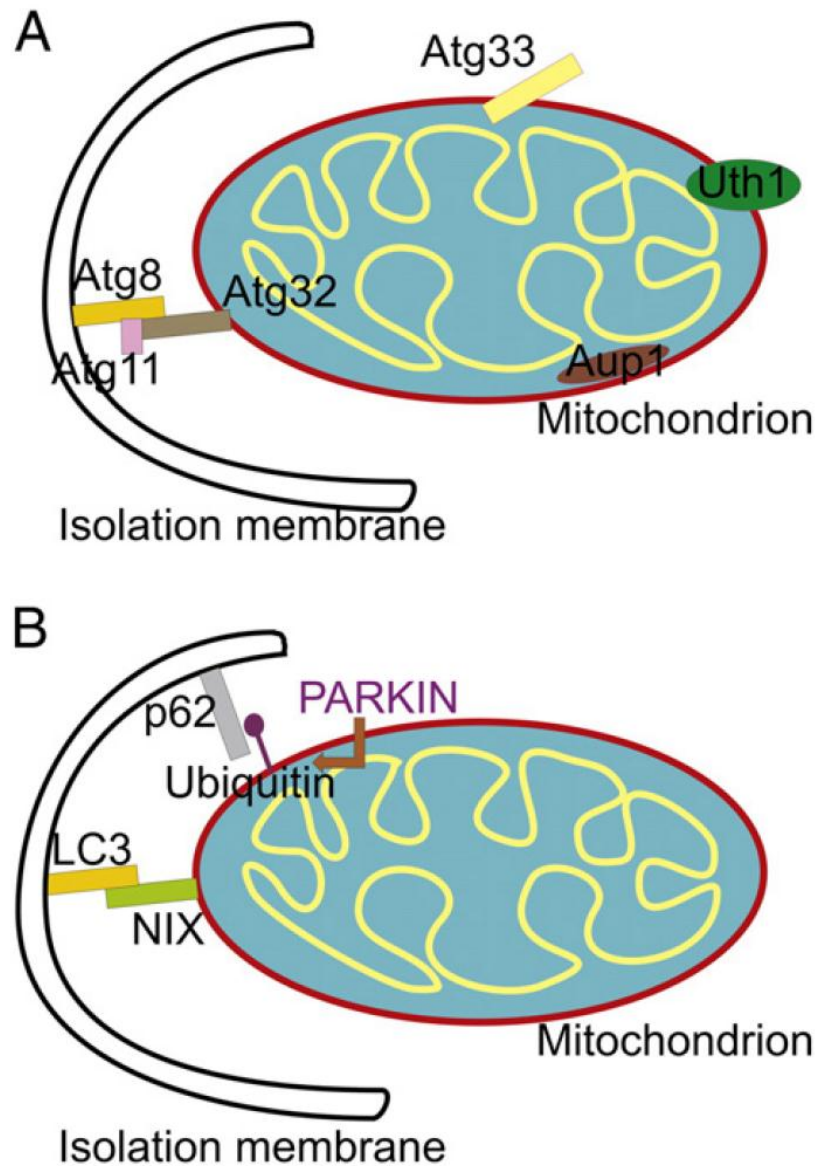 A
Atg33
Uth1
Atg8
Atg32
Atg11
Aup1
Mitochondrion
Isolation membrane
B
PARKIN
p62
Ubiquitin
LC3
NIX
Mitochondrion
Isolation membrane